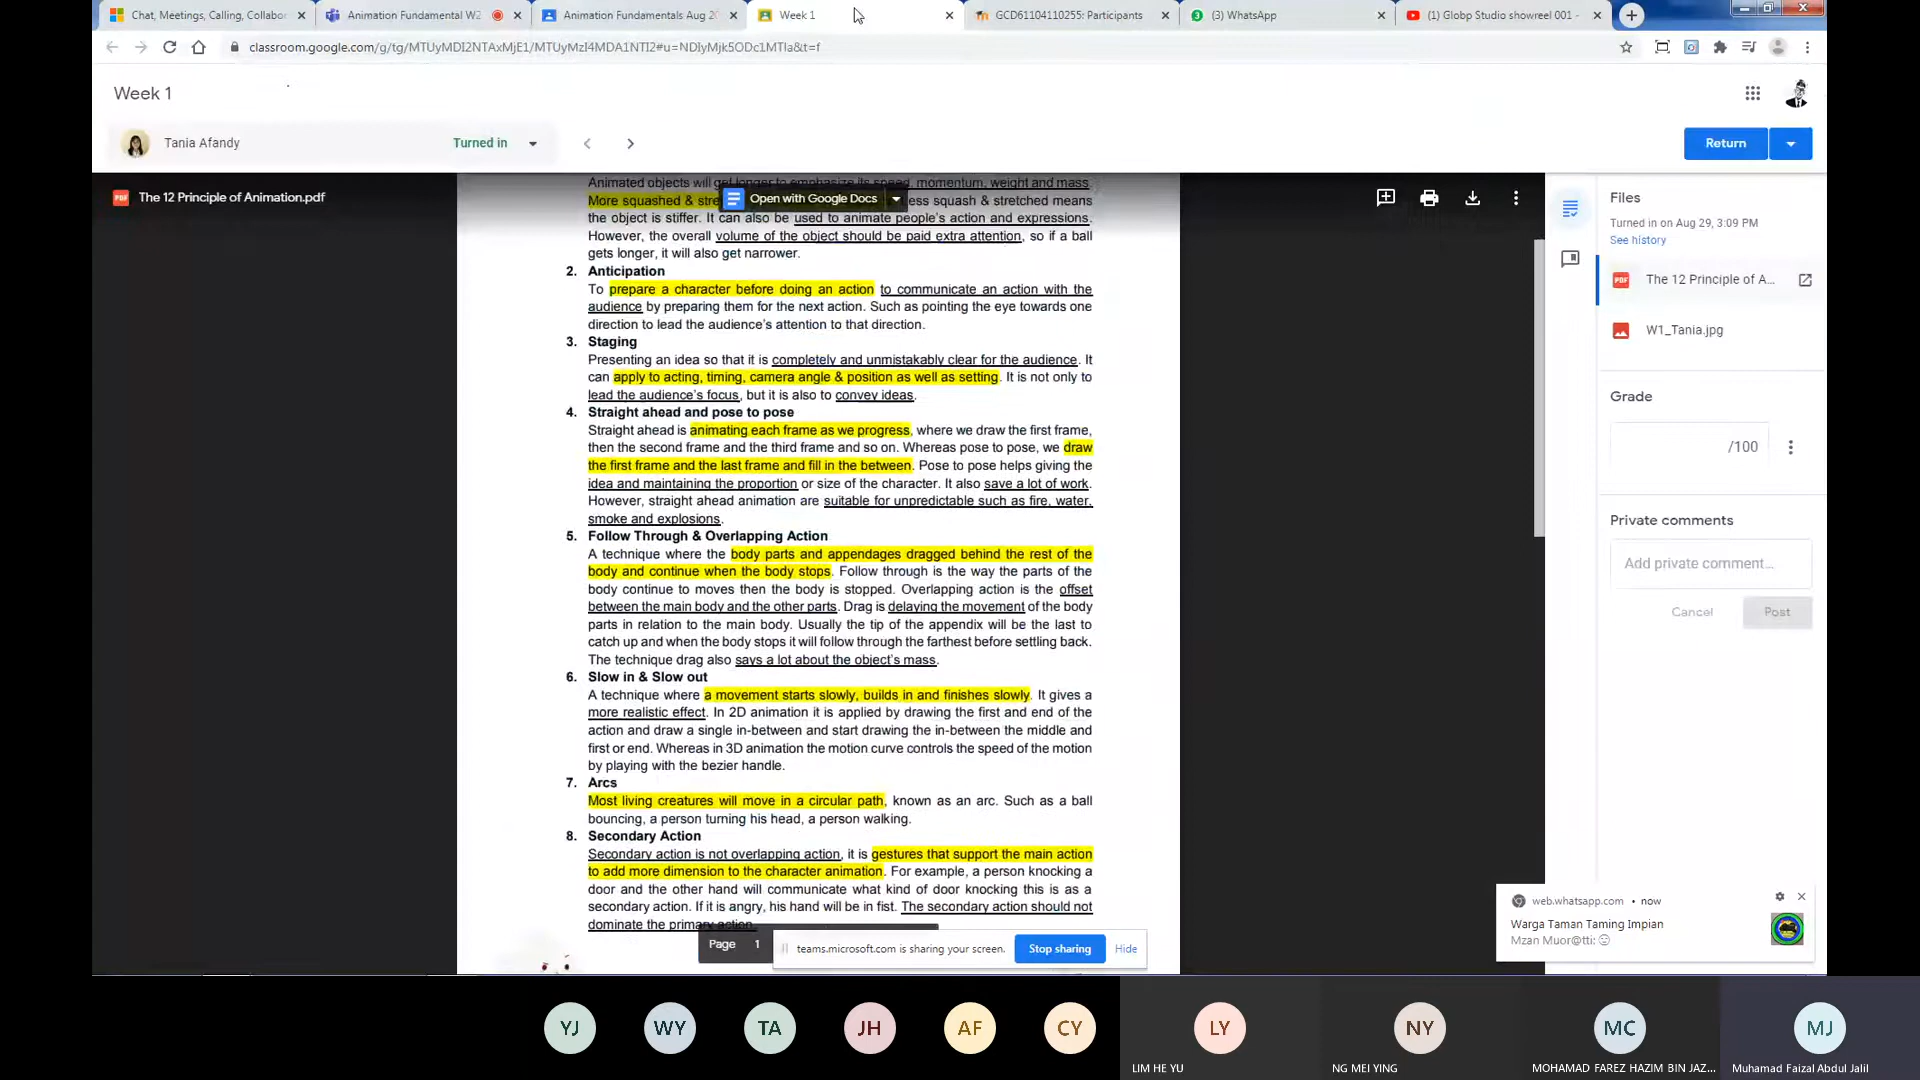 Chat, Meetings, Calling, Collabo
Animation Fundamental W2
Animation Fundamentals Aug 20
Week 1
GCD61104110255: Participants
(3) WhatsApp
(1) Globp Studio showreel 001 -
classroom.google.com/g/tg/MTUyMDI2NTAxMjE1/MTUyMzI4MDA1NTI2#u=NDIyMjk5ODc1MTIa&t=f
Week 1
Tania Afandy
Turned in
Return
The 12 Principle of Animation.pdf
Open with Google Docs
Animated objects will get longer to emphasize its speed, momentum, weight and mass.
More squashed & stre
ess squash & stretched means
the object is stiffer. It can also be used to animate people's action and expressions.
However, the overall volume of the object should be paid extra attention, so if a ball
gets longer, it will also get narrower.
2. Anticipation
To prepare a character before doing an action to communicate an action with the
audience by preparing them for the next action. Such as pointing the eye towards one
direction to lead the audience's attention to that direction.
3. Staging
Presenting an idea so that it is completely and unmistakably clear for the audience. It
can apply to acting, timing, camera angle & position as well as setting. It is not only to
lead the audience's focus, but it is also to convey ideas.
4. Straight ahead and pose to pose
Straight ahead is animating each frame as we progress, where we draw the first frame,
then the second frame and the third frame and so on. Whereas pose to pose, we draw
the first frame and the last frame and fill in the between. Pose to pose helps giving the
idea and maintaining the proportion or size of the character. It also save a lot of work.
However, straight ahead animation are suitable for unpredictable such as fire, water,
smoke and explosions.
5. Follow Through & Overlapping Action
A technique where the body parts and appendages dragged behind the rest of the
body and continue when the body stops. Follow through is the way the parts of the
body continue to moves then the body is stopped. Overlapping action is the offset
between the main body and the other parts. Drag is delaying the movement of the body
parts in relation to the main body. Usually the tip of the appendix will be the last to
catch up and when the body stops it will follow through the farthest before settling back.
The technique drag also says a lot about the object's mass.
6. Slow in & Slow out
A technique where a movement starts slowly, builds in and finishes slowly. It gives a
more realistic effect. In 2D animation it is applied by drawing the first and end of the
action and draw a single in-between and start drawing the in-between the middle and
first or end. Whereas in 3D animation the motion curve controls the speed of the motion
by playing with the bezier handle.
7. Arcs
Most living creatures will move in a circular path, known as an arc. Such as a ball
bouncing, a person turning his head, a person walking.
8. Secondary Action
Secondary action is not overlapping action, it is gestures that support the main action
to add more dimension to the character animation. For example, a person knocking a
door and the other hand will communicate what kind of door knocking this is as a
secondary action. If it is angry, his hand will be in fist. The secondary action should not
dominate the primary action.
Page 1
teams.microsoft.com is sharing your screen.
Stop sharing
Hide
Files
Turned in on Aug 29, 3:09 PM
See history
PDF
The 12 Principle of A...
W1_Tania.jpg
Grade
/100
Private comments
Add private comment...
Cancel
Post
web.whatsapp.com • now
Warga Taman Taming Impian
Mzan Muor@tti:
YJ
WY
TA
JH
AF
CY
LY
NY
MC
MJ
LIM HE YU
NG MEI YING
MOHAMAD FAREZ HAZIM BIN JAZ...
Muhamad Faizal Abdul Jalil